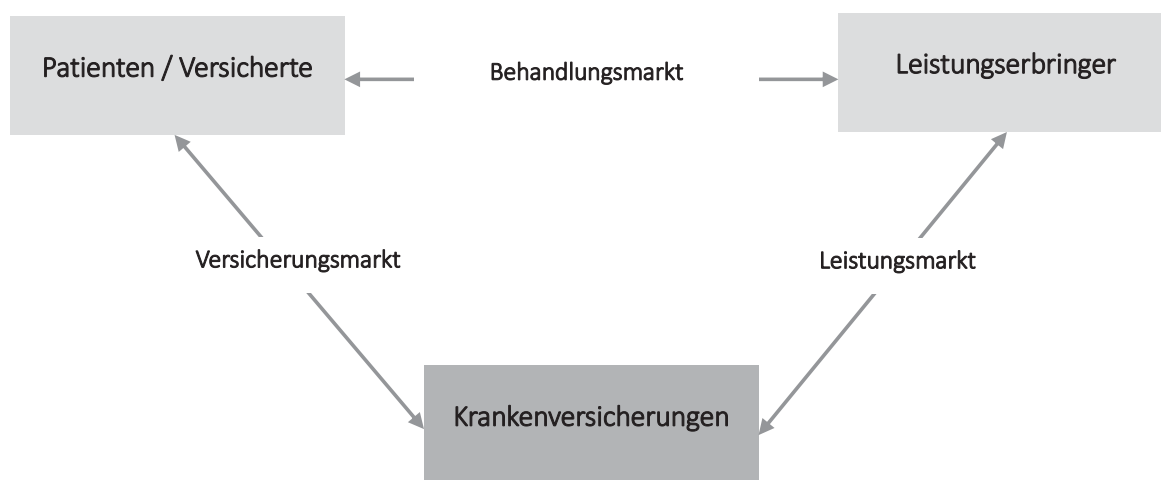 Patienten / Versicherte
Behandlungsmarkt
Leistungserbringer
Versicherungsmarkt
Leistungsmarkt
Krankenversicherungen